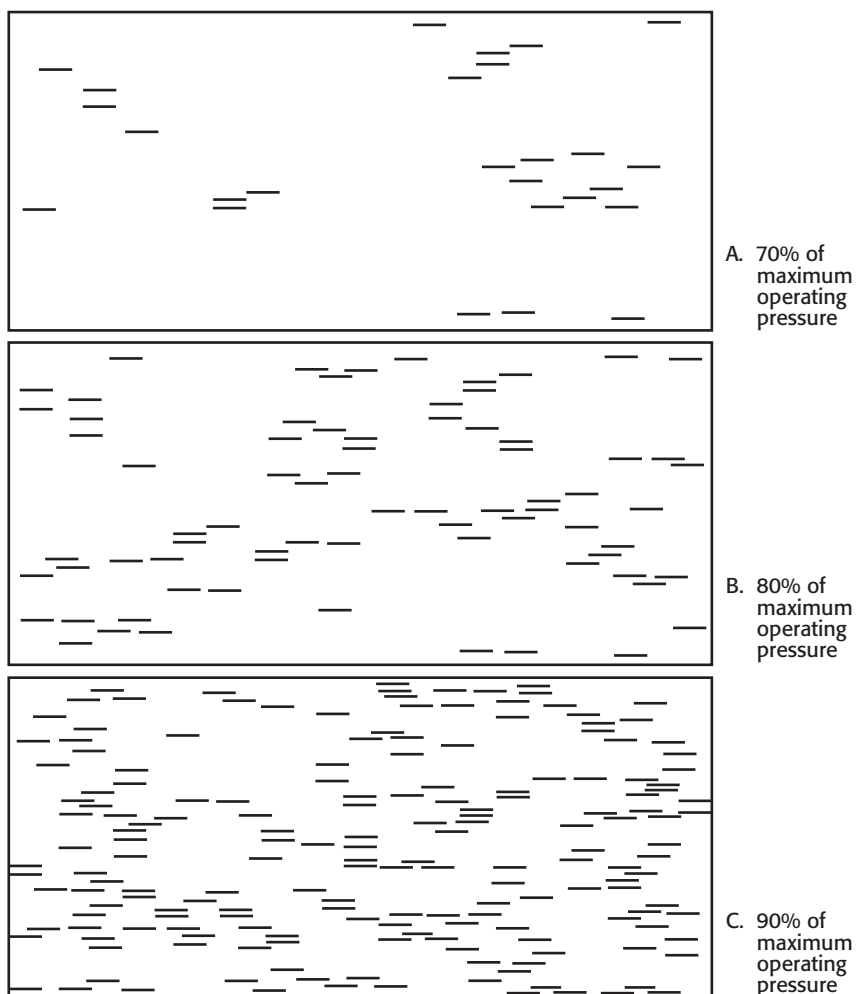 A. 70% of
maximum
operating
pressure
B. 80% of
maximum
operating
pressure
C. 90% of
maximum
operating
pressure